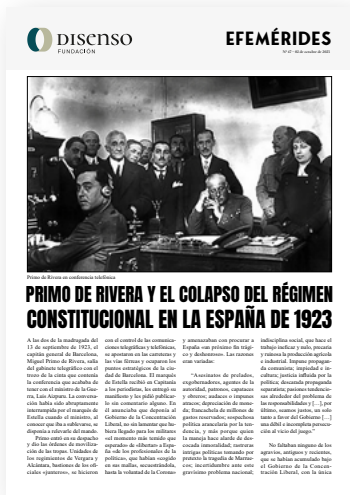 DISENSO
FUNDACIÓN
EFEMÉRIDES
Primo de Rivera en conferencia telefónica
PRIMO DE RIVERA Y EL COLAPSO DEL RÉGIMEN
CONSTITUCIONAL EN LA ESPAÑA DE 1923
A las dos de la madrugada del
13 de septiembre de 1923, el
capitán general de Barcelona,
Miguel Primo de Rivera, salía
del gabinete telegráfico con el
trozo de la cinta que contenía
la conferencia que acababa de
tener con el ministro de la Gue-
rra, Luis Aizpuru. La conversa-
ción había sido abruptamente
interrumpida por el marqués de
Estella cuando el ministro, al
conocer que iba a sublevarse, se
disponía a relevarle del mando.
Primo entró en su despacho
y dio las órdenes de moviliza-
ción de las tropas. Unidades de
los regimientos de Vergara y
Alcántara, bastiones de los ofi-
ciales «junteros», se hicieron
con el control de las comunica-
ciones telegráficas y telefónicas,
se apostaron en las carreteras y
las vías férreas y ocuparon los
puntos estratégicos de la ciu-
dad de Barcelona. El marqués
de Estella recibió en Capitanía
a los periodistas, les entregó su
manifiesto y les pidió publicar-
lo sin comentario alguno. En
él anunciaba que deponía al
Gobierno de la Concentración
Liberal, no sin lamentar que hu-
biera llegado para los militares
«el momento más temido que
esperado» de «libertar» a Espa-
ña «de los profesionales de la
política», que habían «cogido
en sus mallas, secuestrándola,
hasta la voluntad de la Corona»
y amenazaban con procurar a
España «un próximo fin trági-
co y deshonroso». Las razones
eran variadas:
“Asesinatos de prelados,
exgobernadores, agentes de la
autoridad, patronos, capataces
y obreros; audaces e impunes
atracos; depreciación de mone-
da; francachela de millones de
gastos reservados; sospechosa
política arancelaria por la ten-
dencia, y más porque quien
la maneja hace alarde de des-
cocada inmoralidad; rastreras
intrigas políticas tomando por
pretexto la tragedia de Marrue-
cos; incertidumbre ante este
gravísimo problema nacional;
indisciplina social, que hace el
trabajo ineficaz y nulo, precaria
y ruinosa la producción agrícola
e industrial. Impune propagan-
da comunista; impiedad e in-
cultura; justicia influida por la
política; descarada propaganda
separatista; pasiones tendencio-
sas alrededor del problema de
las responsabilidades y […], por
último, seamos justos, un solo
tanto a favor del Gobierno […]
una débil e incompleta persecu-
ción al vicio del juego.”
No faltaban ninguno de los
agravios, antiguos y recientes,
que se habían acumulado bajo
el Gobierno de la Concen-
tración Liberal, con la única